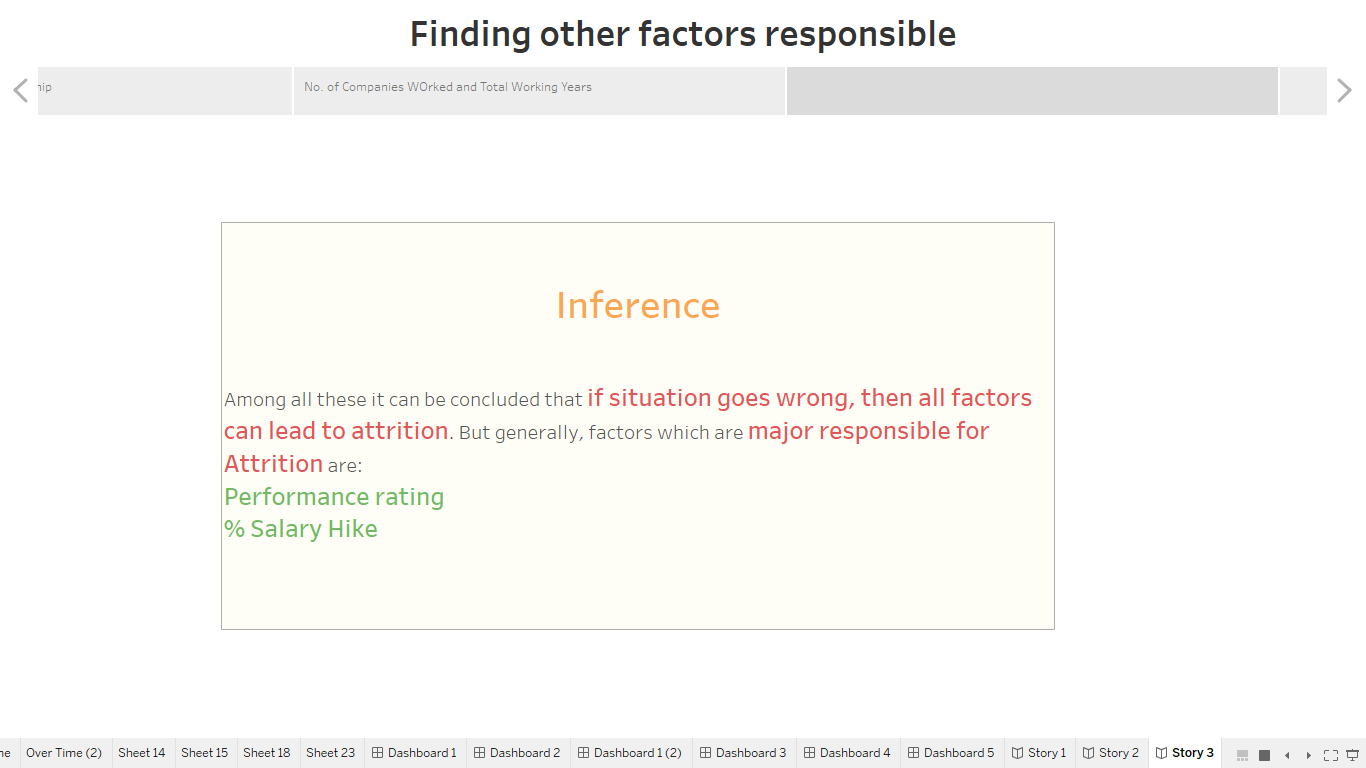 Finding other factors responsible
hip
No. of Companies WOrked and Total Working Years
Inference
Among all these it can be concluded that if situation goes wrong, then all factors
can lead to attrition. But generally, factors which are major responsible for
Attrition are:
Performance rating
% Salary Hike
ne Over Time (2) Sheet 14 Sheet 15 Sheet 18 Sheet 23 Dashboard 1 Dashboard 2 Dashboard 1 (2) Dashboard 3 Dashboard 4 Dashboard 5 Story 1 Story 2 Story 3